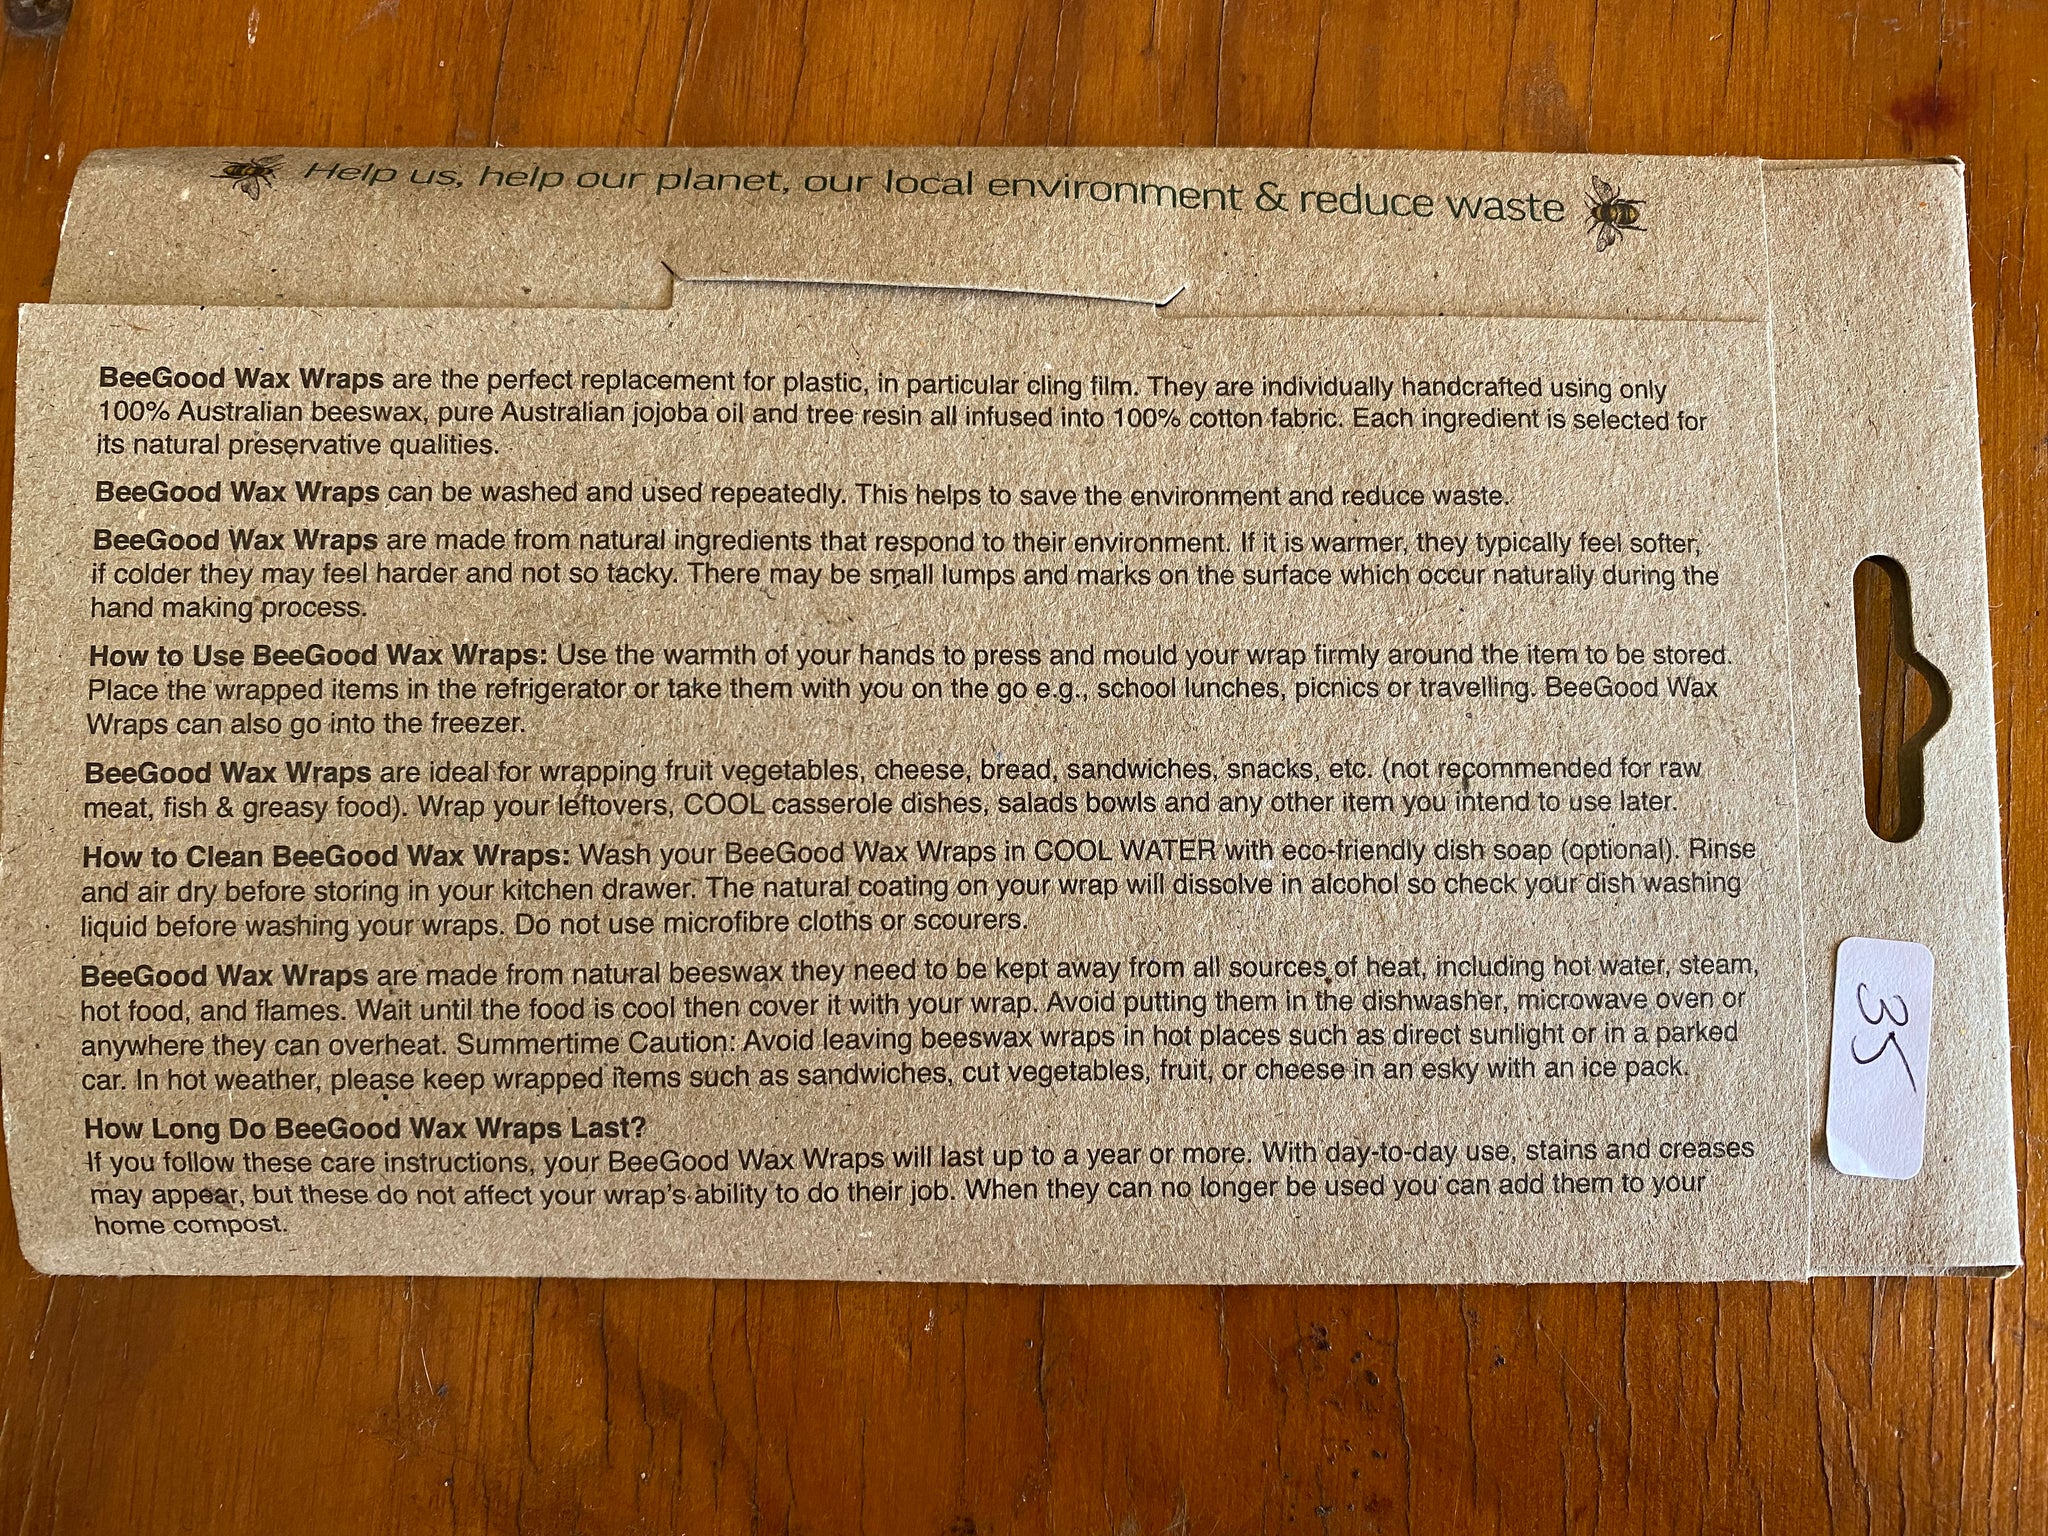 Help us, help our planet, our local environment & reduce waste
BeeGood Wax Wraps are the perfect replacement for plastic, in particular cling film. They are individually handcrafted using only
100% Australian beeswax, pure Australian jojoba oil and tree resin all infused into 100% cotton fabric. Each ingredient is selected for
its natural preservative qualities.
BeeGood Wax Wraps can be washed and used repeatedly. This helps to save the environment and reduce waste.
BeeGood Wax Wraps are made from natural ingredients that respond to their environment. If it is warmer, they typically feel softer,
if colder they may feel harder and not so tacky. There may be small lumps and marks on the surface which occur naturally during the
hand making process.
How to Use BeeGood Wax Wraps: Use the warmth of your hands to press and mould your wrap firmly around the item to be stored.
Place the wrapped items in the refrigerator or take them with you on the go e.g., school lunches, picnics or travelling. BeeGood Wax
Wraps can also go into the freezer.
BeeGood Wax Wraps are ideal for wrapping fruit vegetables, cheese, bread, sandwiches, snacks, etc. (not recommended for raw
meat, fish & greasy food). Wrap your leftovers, COOL casserole dishes, salads bowls and any other item you intend to use later.
How to Clean BeeGood Wax Wraps: Wash your BeeGood Wax Wraps in COOL WATER with eco-friendly dish soap (optional). Rinse
and air dry before storing in your kitchen drawer. The natural coating on your wrap will dissolve in alcohol so check your dish washing
liquid before washing your wraps. Do not use microfibre cloths or scourers.
BeeGood Wax Wraps are made from natural beeswax they need to be kept away from all sources of heat, including hot water, steam,
hot food, and flames. Wait until the food is cool then cover it with your wrap. Avoid putting them in the dishwasher, microwave oven or
anywhere they can overheat. Summertime Caution: Avoid leaving beeswax wraps in hot places such as direct sunlight or in a parked
car. In hot weather, please keep wrapped items such as sandwiches, cut vegetables, fruit, or cheese in an esky with an ice pack.
How Long Do BeeGood Wax Wraps Last?
If you follow these care instructions, your BeeGood Wax Wraps will last up to a year or more. With day-to-day use, stains and creases
may appear, but these do not affect your wrap's ability to do their job. When they can no longer be used you can add them to your
home compost.
35